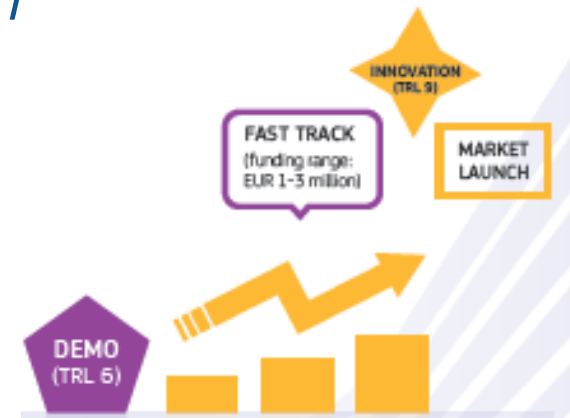 INNOVATION
(TRL 9)
FAST TRACK
(funding range:
EUR 1-3 million)
MARKET
LAUNCH
DEMO
(TRL 6)